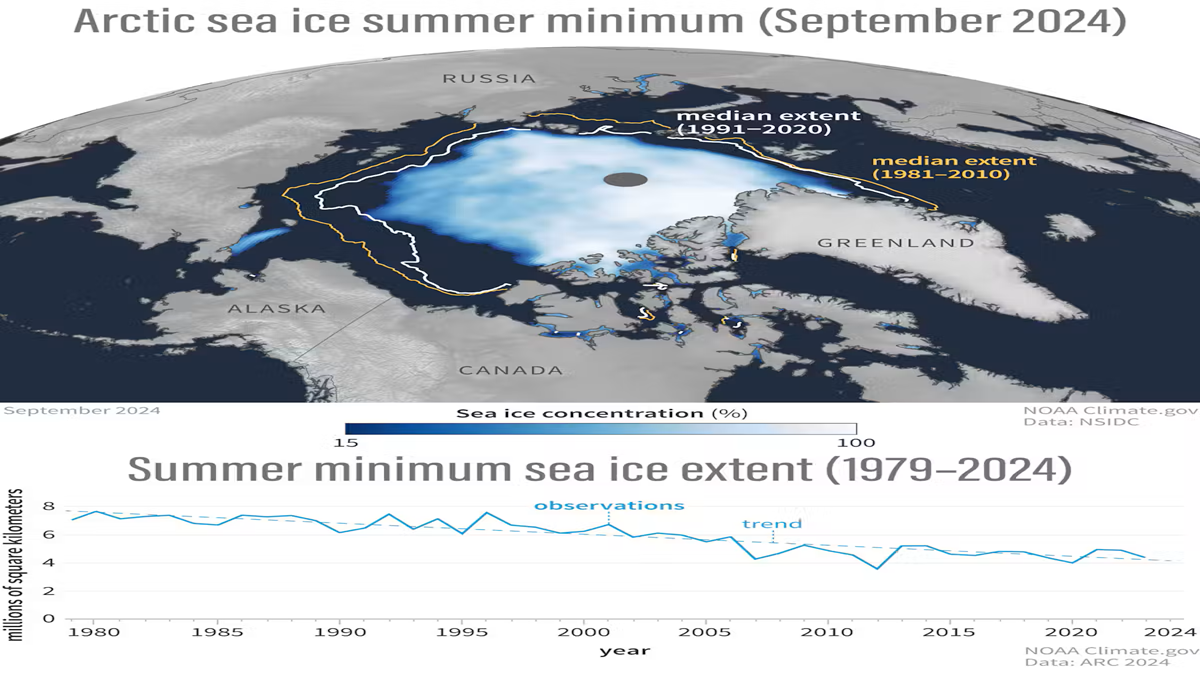 Arctic sea ice summer minimum (September 2024)
RUSSIA
median extent
(1991–2020)
median extent
(1981–2010)
GREENLAND
ALASKA
CANADA
September 2024
Sea ice concentration (%)
NOAA Climate.gov
Data: NSIDC
15
100
Summer minimum sea ice extent (1979–2024)
millions of square kilometers
8
6
4
2
0
observations
trend
1980
1985
1990
1995
2000
2005
2010
2015
2020
2024
year
NOAA Climate.gov
Data: ARC 2024